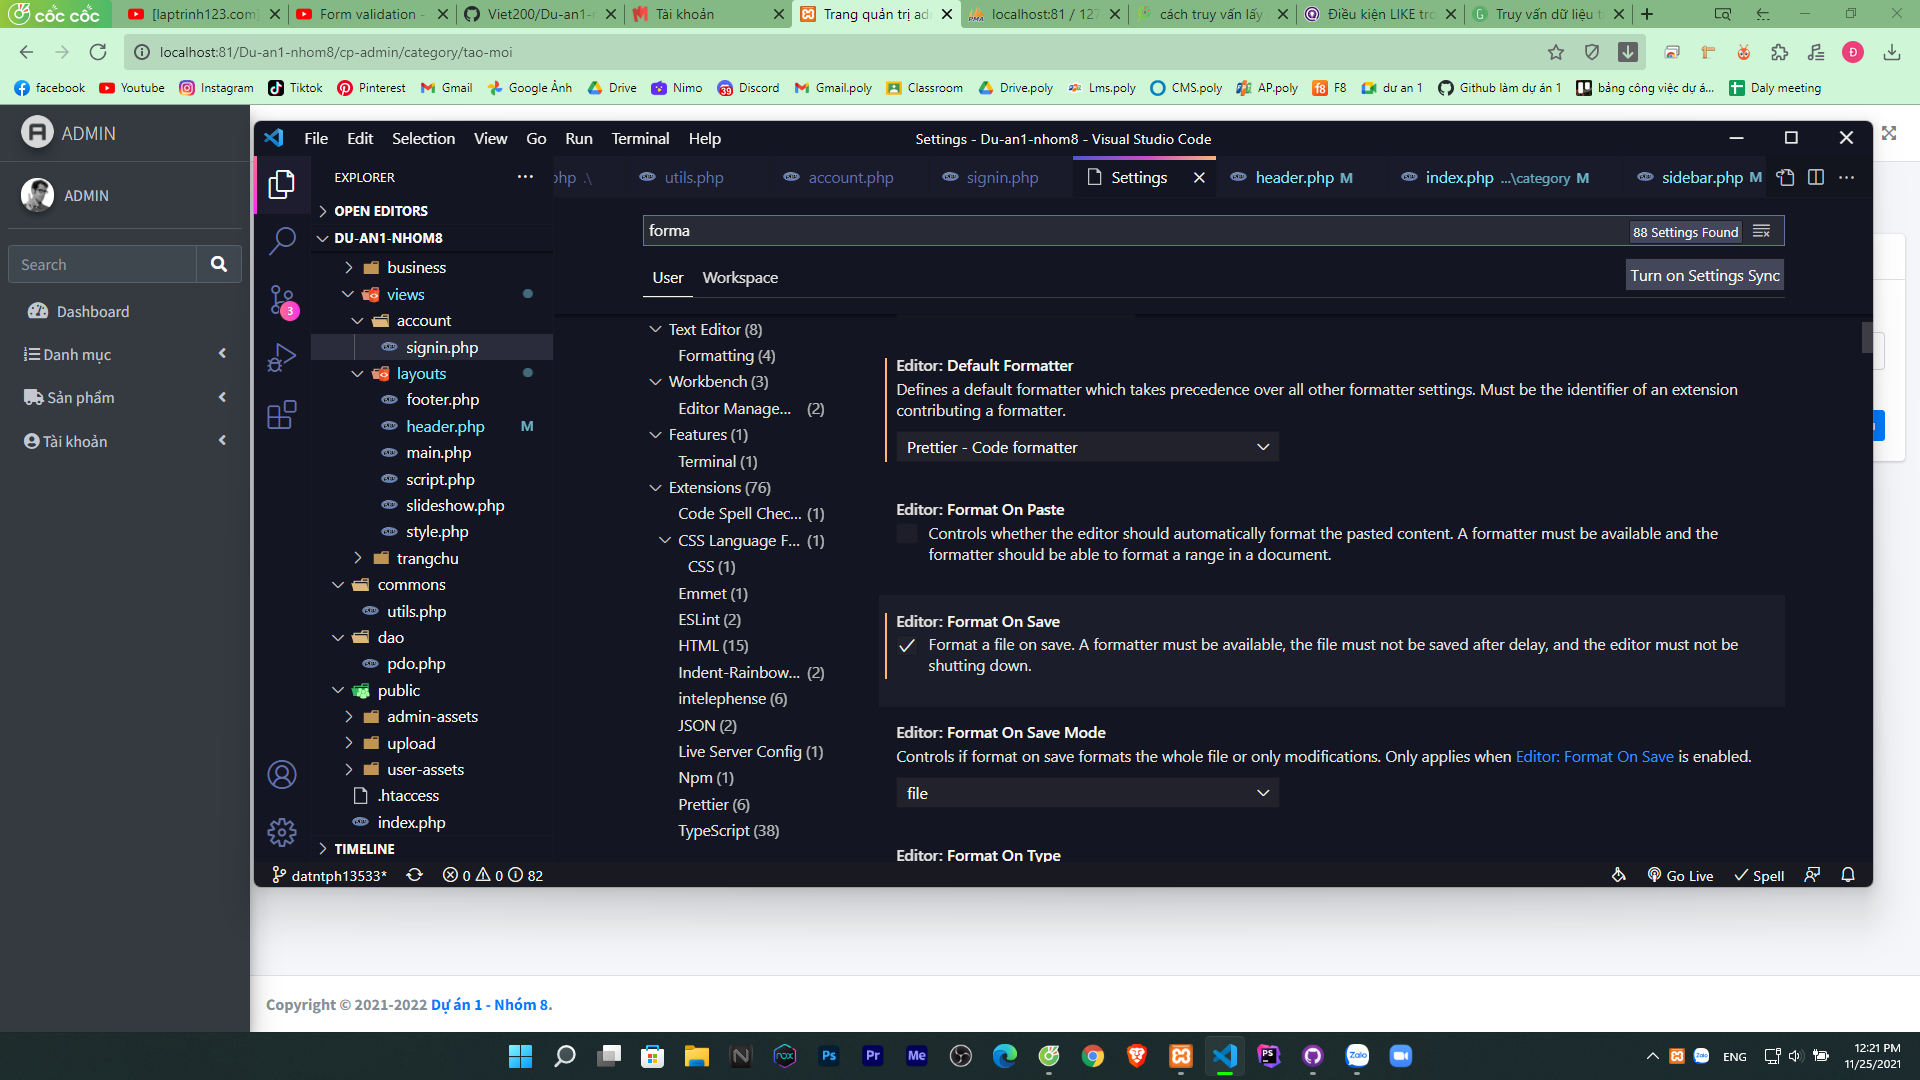 cốc cốc
[laptrinh123.com]
Form validation -
Viet200/Du-an1-n
Tài khoản
Trang quản trị adm
localhost:81 / 127
cách truy vấn lấy
Điều kiện LIKE tro
Truy vấn dữ liệu t
localhost:81/Du-an1-nhom8/cp-admin/category/tao-moi
Đ
facebook
Youtube
Instagram
Tiktok
Pinterest
Gmail
Google Ảnh
Drive
Nimo
39
Discord
Gmail.poly
Classroom
Drive.poly
Lms.poly
CMS.poly
AP.poly
F8
dư an 1
Github làm dự án 1
bảng công việc dự á...
Daly meeting
ADMIN
ADMIN
Search
Dashboard
Danh mục
Sản phẩm
Tài khoản
File Edit Selection View Go Run Terminal Help
Settings - Du-an1-nhom8 - Visual Studio Code
EXPLORER
php .\
utils.php
account.php
signin.php
Settings
header.php M
index.php ...\category M
sidebar.php M
3
OPEN EDITORS
DU-AN1-NHOM8
business
views
account
signin.php
layouts
footer.php
header.php M
main.php
script.php
slideshow.php
style.php
trangchu
commons
utils.php
dao
pdo.php
public
admin-assets
upload
user-assets
.htaccess
index.php
TIMELINE
forma
88 Settings Found
User Workspace
Turn on Settings Sync
Text Editor (8)
Formatting (4)
Workbench (3)
Editor Manage... (2)
Features (1)
Terminal (1)
Extensions (76)
Code Spell Chec... (1)
CSS Language F... (1)
CSS (1)
Emmet (1)
ESLint (2)
HTML (15)
Indent-Rainbow... (2)
intelephense (6)
JSON (2)
Live Server Config (1)
Npm (1)
Prettier (6)
TypeScript (38)
Editor: Default Formatter
Defines a default formatter which takes precedence over all other formatter settings. Must be the identifier of an extension
contributing a formatter.
Prettier - Code formatter
Editor: Format On Paste
Controls whether the editor should automatically format the pasted content. A formatter must be available and the
formatter should be able to format a range in a document.
Editor: Format On Save
Format a file on save. A formatter must be available, the file must not be saved after delay, and the editor must not be
shutting down.
Editor: Format On Save Mode
Controls if format on save formats the whole file or only modifications. Only applies when Editor: Format On Save is enabled.
file
Editor: Format On Type
datntph13533* 0 0 82
Go Live
Spell
Copyright © 2021-2022 Dự án 1 - Nhóm 8.
Ps
Pr
Me
PS
Zalo
ENG
12:21 PM
11/25/2021